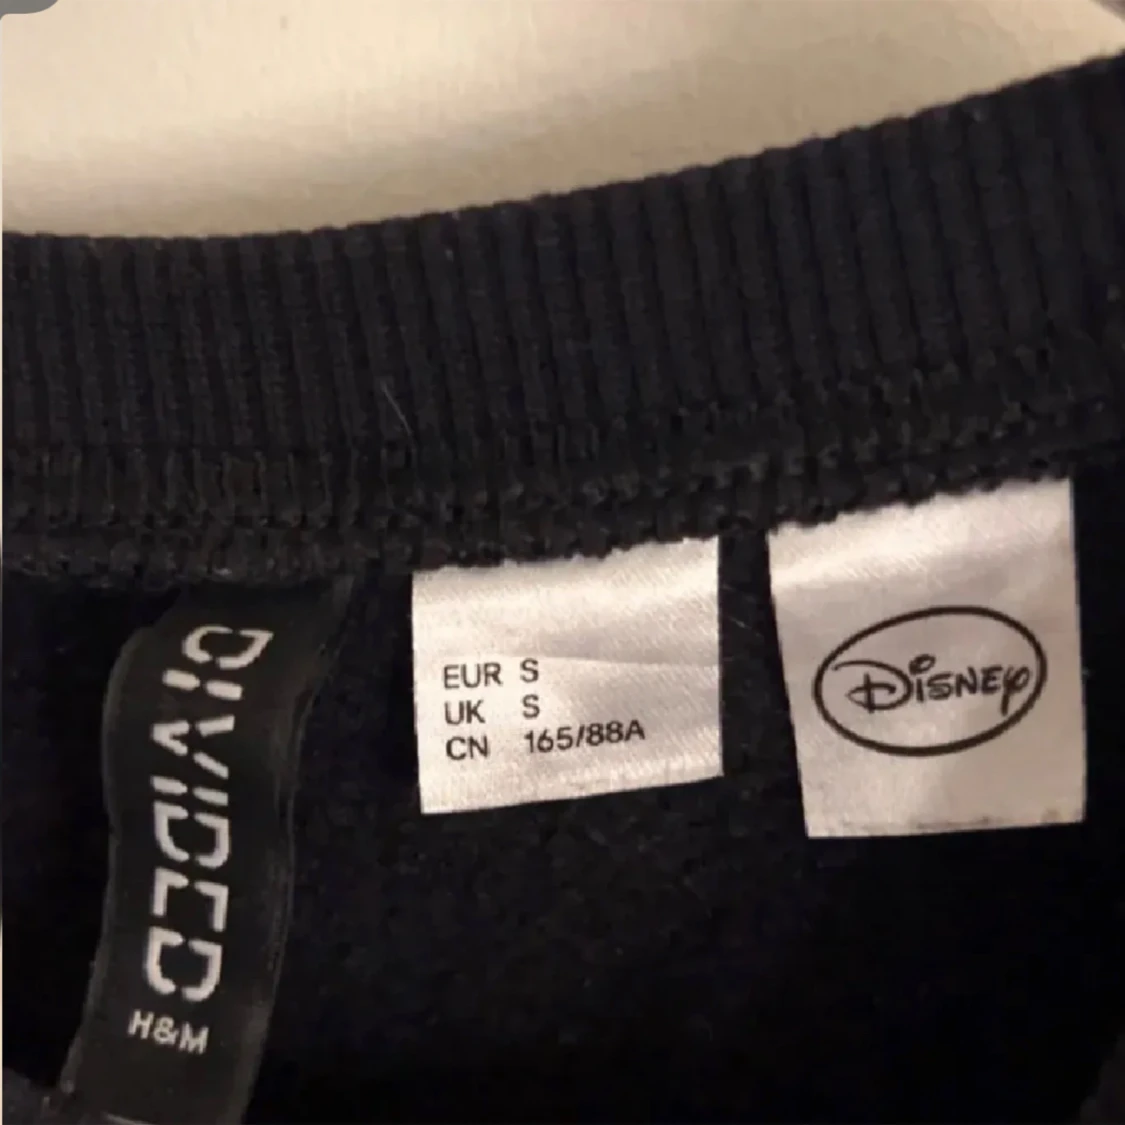 DIVIDED
H&M
EUR S
UK S
CN 165/88A
Disney